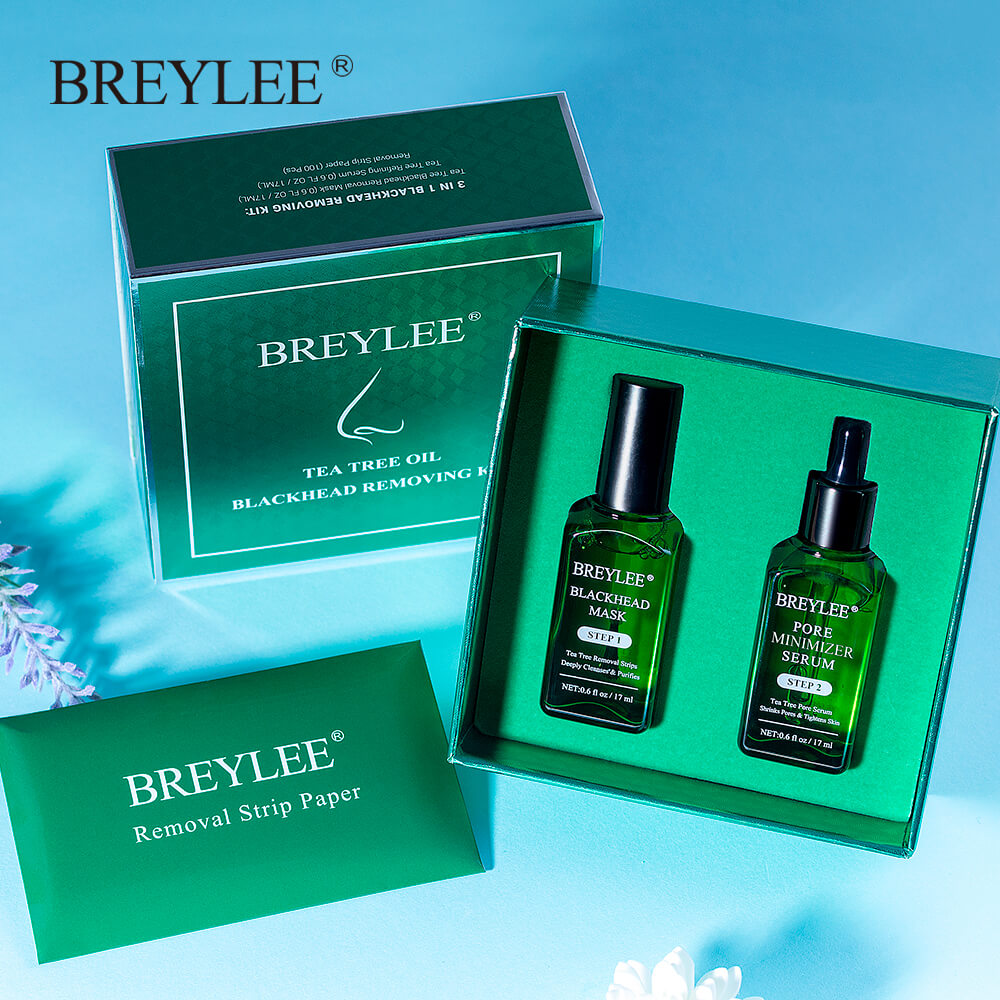 BREYLEE®
3 IN 1 BLACKHEAD REMOVING KIT:
Tea Tree Blackhead Removal Mask (0.6 FL OZ / 17ML)
Tea Tree Refining Serum (0.6 FL OZ / 17ML)
Removal Strip Paper (100 Pcs)
BREYLEE®
TEA TREE OIL
BLACKHEAD REMOVING K
BREYLEE®
BLACKHEAD
MASK
STEP 1
Tea Tree Removal Strips
Deeply Cleanses & Purifies
NET:0.6 fl oz / 17 ml
BREYLEE®
PORE
MINIMIZER
SERUM
STEP 2
Tea Tree Pore Serum
Shrinks Pores & Tightens Skin
NET:0.6 fl oz / 17 ml
BREYLEE®
Removal Strip Paper